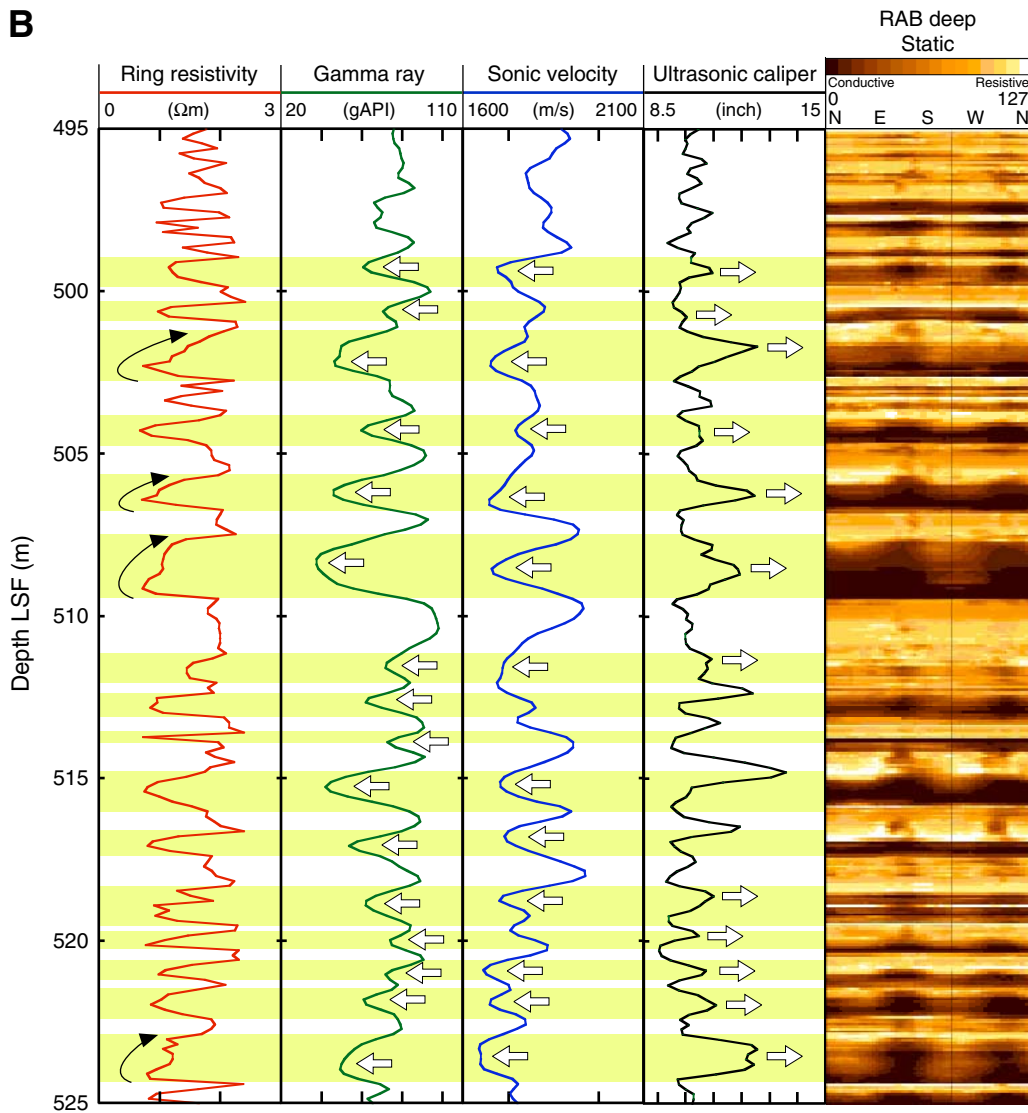 B
RAB deep
Static
Ring resistivity Gamma ray Sonic velocity Ultrasonic caliper
Conductive Resistive
0 (Ωm) 3 20 (gAPI) 110 1600 (m/s) 2100 8.5 (inch) 15 0 127
N E S W N
495
500
505
510
515
520
525
Depth LSF (m)